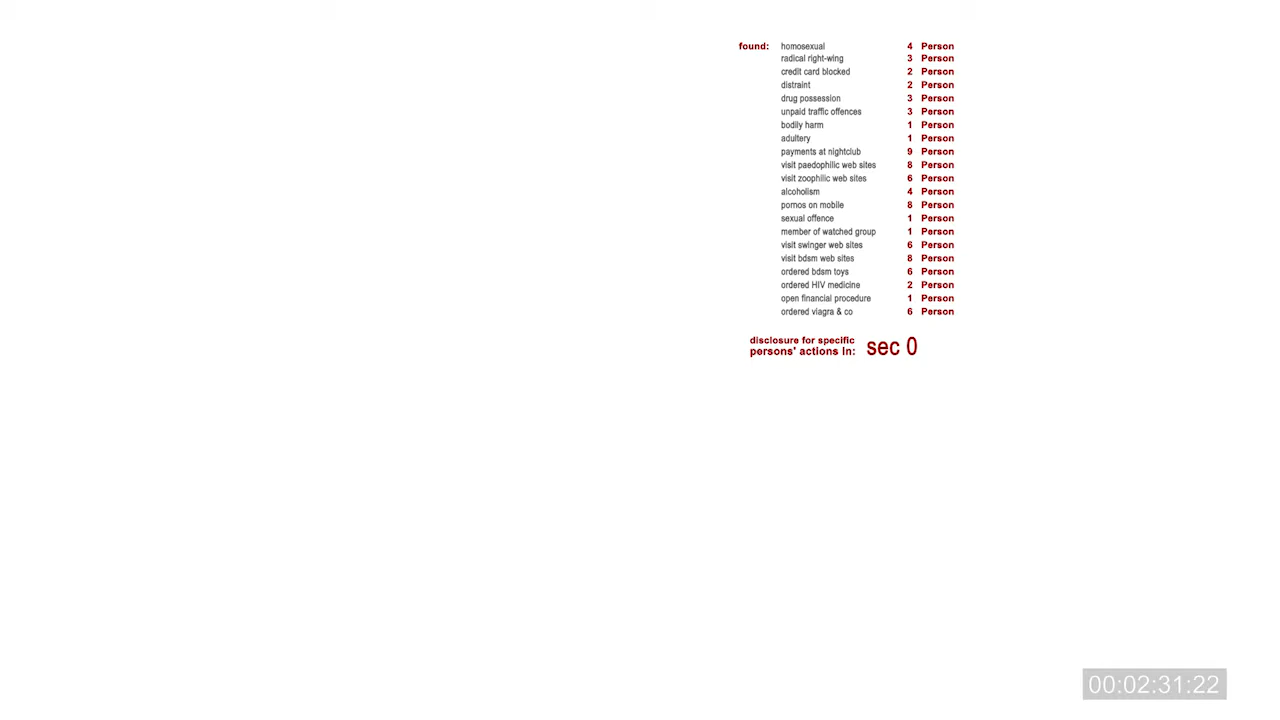 found: homosexual 4 Person
radical right-wing 3 Person
credit card blocked 2 Person
distraint 2 Person
drug possession 3 Person
unpaid traffic offences 3 Person
bodily harm 1 Person
adultery 1 Person
payments at nightclub 9 Person
visit paedophilic web sites 8 Person
visit zoophilic web sites 6 Person
alcoholism 4 Person
pornos on mobile 8 Person
sexual offence 1 Person
member of watched group 1 Person
visit swinger web sites 6 Person
visit bdsm web sites 8 Person
ordered bdsm toys 6 Person
ordered HIV medicine 2 Person
open financial procedure 1 Person
ordered viagra & co 6 Person
disclosure for specific
persons' actions in: sec 0
00:02:31:22